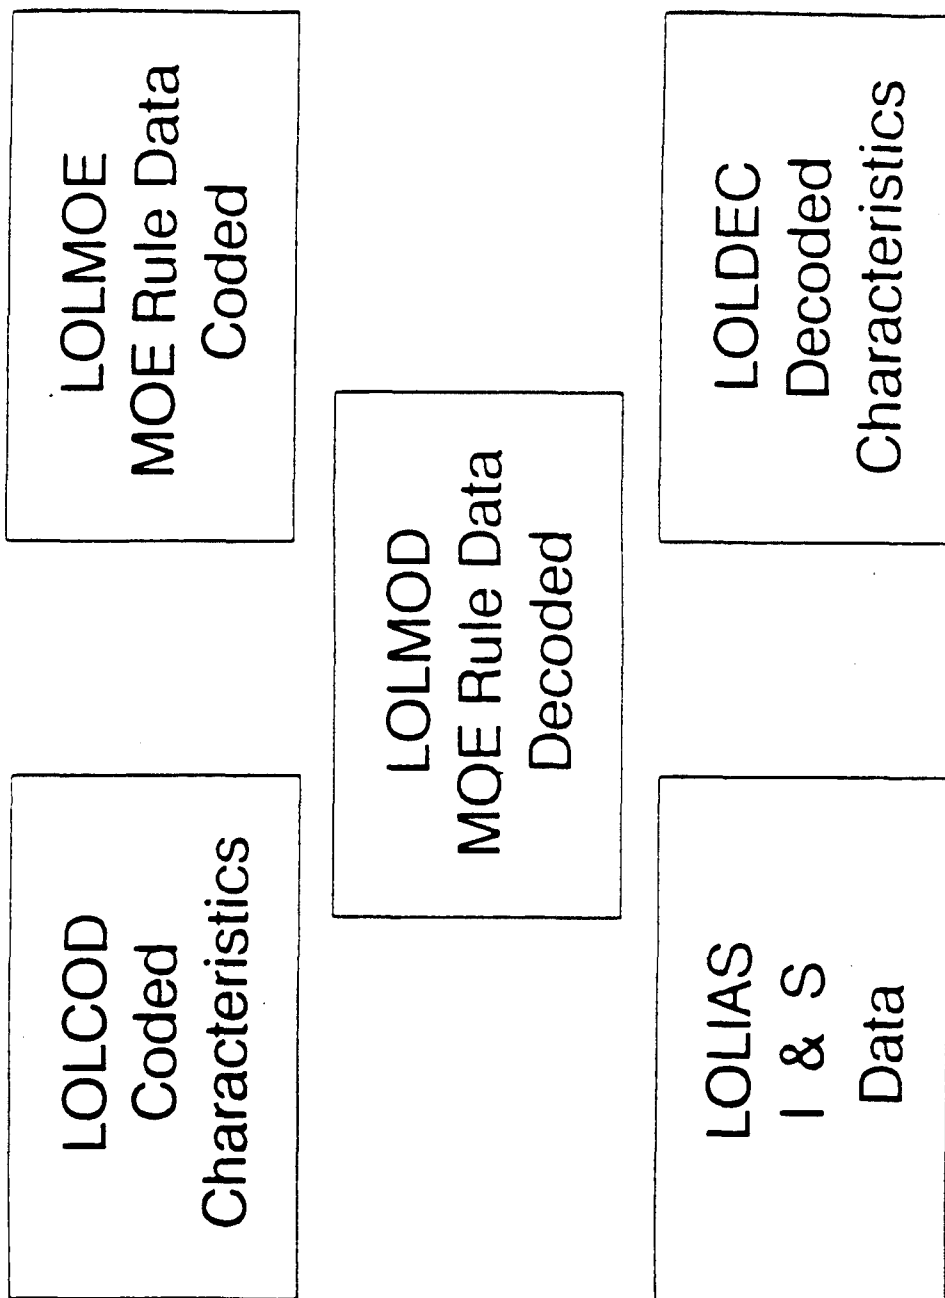 LOLCOD
Coded
Characteristics
LOLMOE
MOE Rule Data
Coded
LOLMOD
MOE Rule Data
Decoded
LOLIAS
I & S
Data
LOLDEC
Decoded
Characteristics